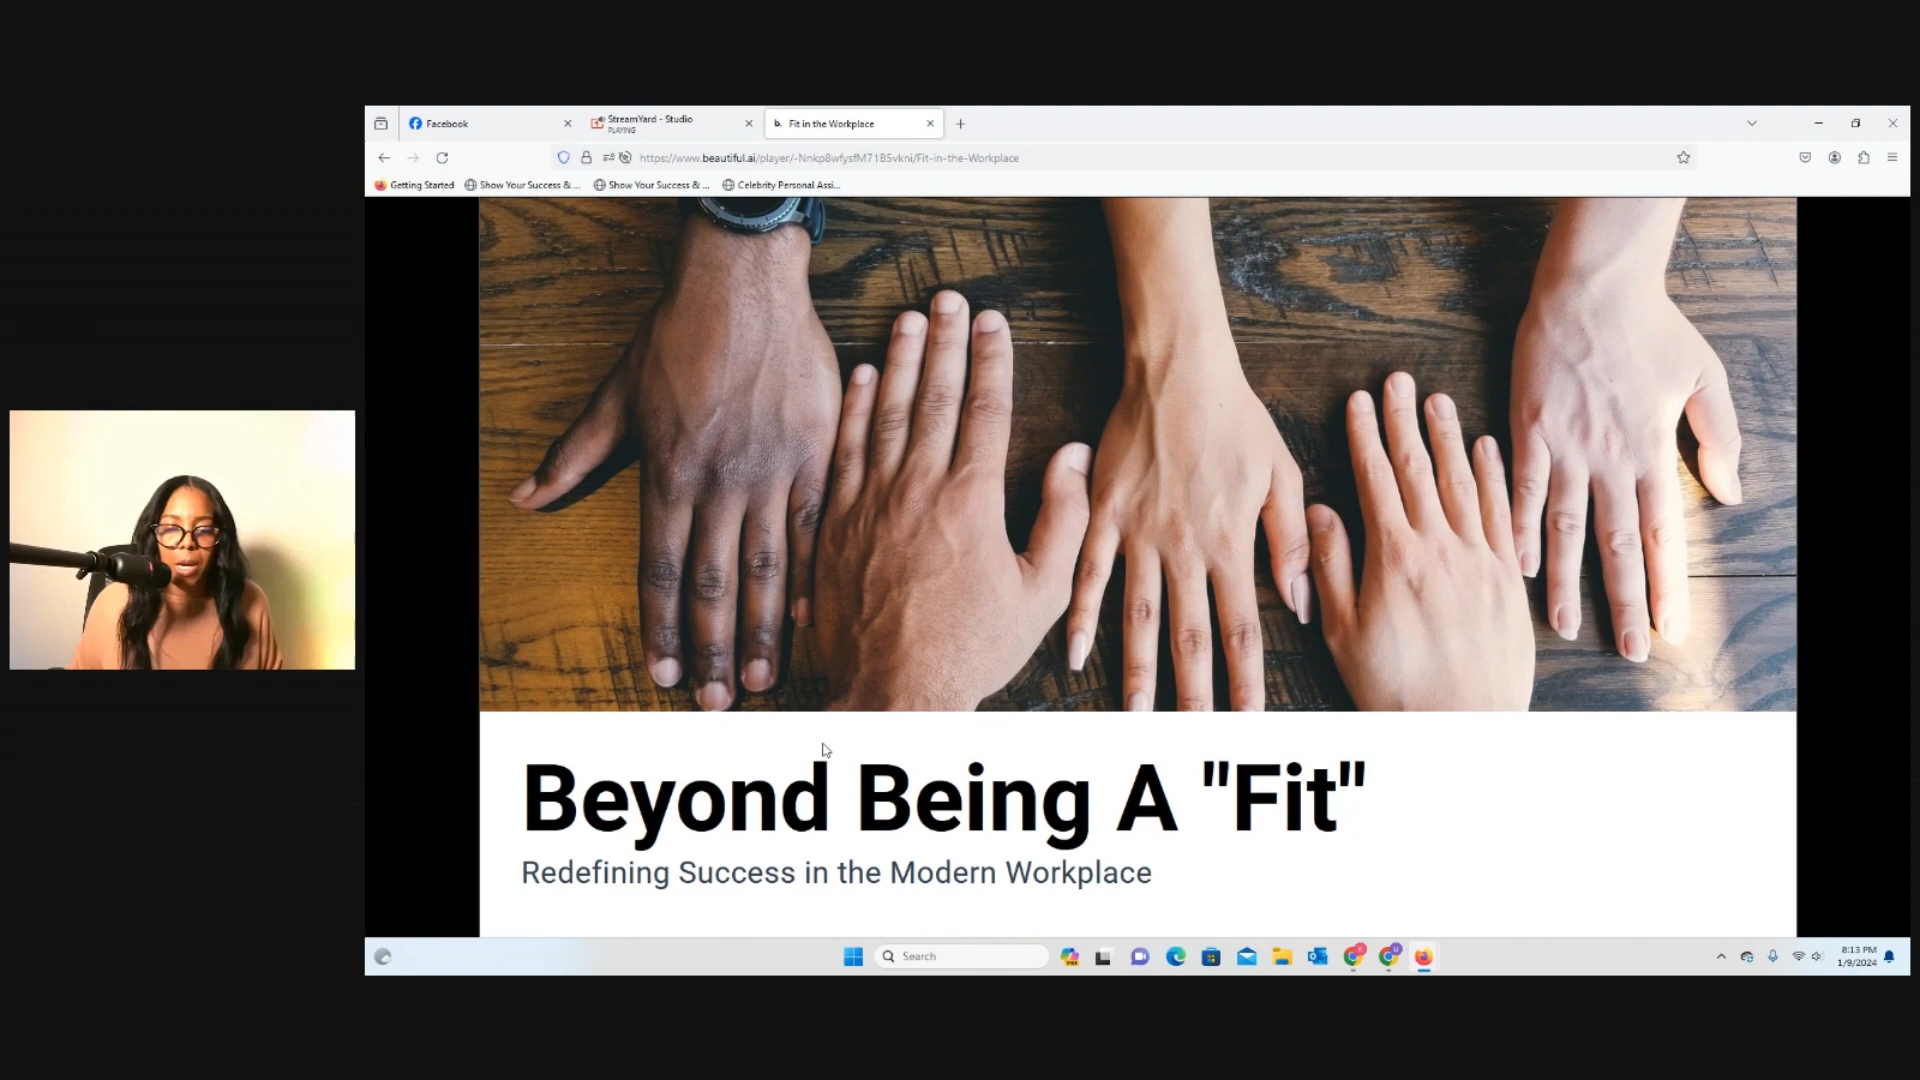 Facebook
StreamYard - Studio
PLAYING
b. Fit in the Workplace
https://www.beautiful.ai/player/-Nnkp8wfysfM71B5vkni/Fit-in-the-Workplace
Getting Started
Show Your Success & ...
Show Your Success & ...
Celebrity Personal Assi...
Beyond Being A "Fit"
Redefining Success in the Modern Workplace
Search
8:13 PM
1/9/2024